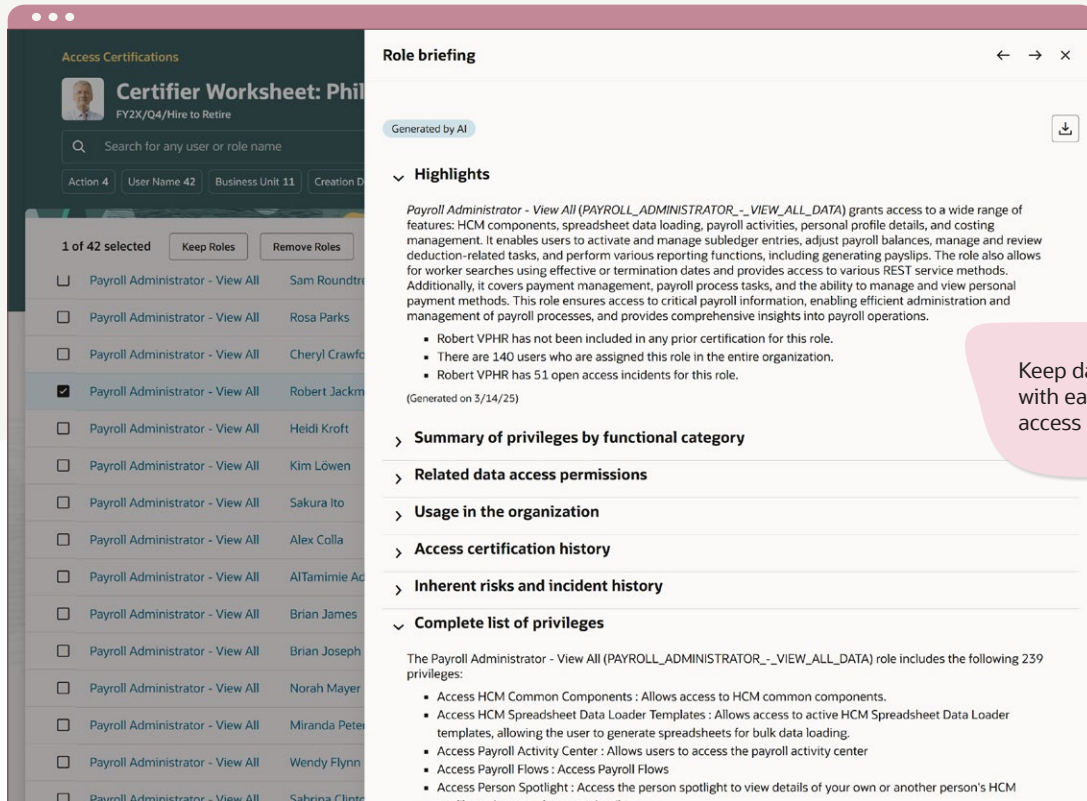 Access Certifications
Certifier Worksheet: Phil
FY2X/Q4/Hire to Retire
Search for any user or role name
Action 4
User Name 42
Business Unit 11
Creation D
1 of 42 selected
Keep Roles
Remove Roles
Payroll Administrator - View All Sam Roundtre
Payroll Administrator - View All Rosa Parks
Payroll Administrator - View All Cheryl Crawfo
Payroll Administrator - View All Robert Jackm
Payroll Administrator - View All Heidi Kroft
Payroll Administrator - View All Kim Löwen
Payroll Administrator - View All Sakura Ito
Payroll Administrator - View All Alex Colla
Payroll Administrator - View All AlTamimie Ad
Payroll Administrator - View All Brian James
Payroll Administrator - View All Brian Joseph
Payroll Administrator - View All Norah Mayer
Payroll Administrator - View All Miranda Peter
Payroll Administrator - View All Wendy Flynn
Payroll Administrator - View All Sabrina Clinto
Role briefing
Generated by AI
Highlights
Payroll Administrator - View All (PAYROLL_ADMINISTRATOR_-_VIEW_ALL_DATA) grants access to a wide range of
features: HCM components, spreadsheet data loading, payroll activities, personal profile details, and costing
management. It enables users to activate and manage subledger entries, adjust payroll balances, manage and review
deduction-related tasks, and perform various reporting functions, including generating payslips. The role also allows
for worker searches using effective or termination dates and provides access to various REST service methods.
Additionally, it covers payment management, payroll process tasks, and the ability to manage and view personal
payment methods. This role ensures access to critical payroll information, enabling efficient administration and
management of payroll processes, and provides comprehensive insights into payroll operations.
▪ Robert VPHR has not been included in any prior certification for this role.
▪ There are 140 users who are assigned this role in the entire organization.
▪ Robert VPHR has 51 open access incidents for this role.
(Generated on 3/14/25)
Summary of privileges by functional category
Related data access permissions
Usage in the organization
Access certification history
Inherent risks and incident history
Complete list of privileges
The Payroll Administrator - View All (PAYROLL_ADMINISTRATOR_-_VIEW_ALL_DATA) role includes the following 239
privileges:
▪ Access HCM Common Components : Allows access to HCM common components.
▪ Access HCM Spreadsheet Data Loader Templates : Allows access to active HCM Spreadsheet Data Loader
templates, allowing the user to generate spreadsheets for bulk data loading.
▪ Access Payroll Activity Center : Allows users to access the payroll activity center
▪ Access Payroll Flows : Access Payroll Flows
▪ Access Person Spotlight : Access the person spotlight to view details of your own or another person's HCM
Keep da
with ea
access